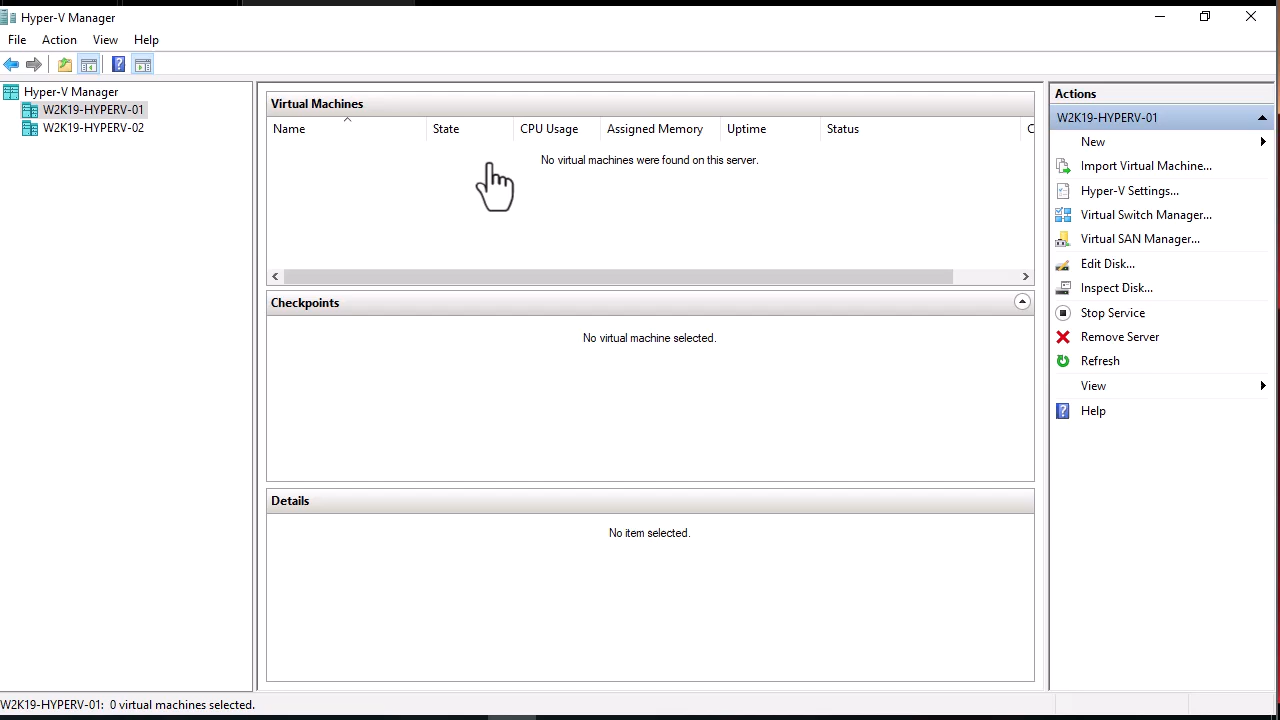 Hyper-V Manager
File Action View Help
Hyper-V Manager
W2K19-HYPERV-01
W2K19-HYPERV-02
Virtual Machines
Name State CPU Usage Assigned Memory Uptime Status C
No virtual machines were found on this server.
Checkpoints
No virtual machine selected.
Details
No item selected.
Actions
W2K19-HYPERV-01
New
Import Virtual Machine...
Hyper-V Settings...
Virtual Switch Manager...
Virtual SAN Manager...
Edit Disk...
Inspect Disk...
Stop Service
Remove Server
Refresh
View
Help
W2K19-HYPERV-01: 0 virtual machines selected.